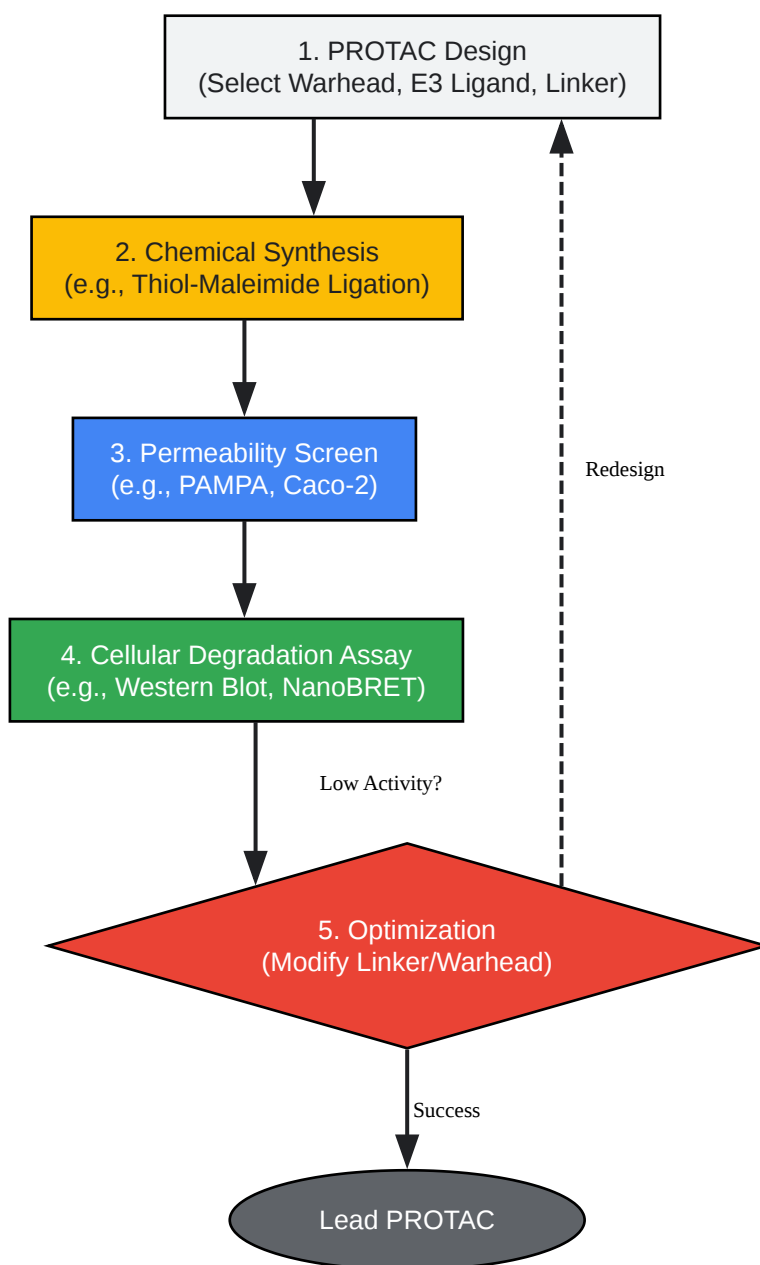 1. PROTAC Design
(Select Warhead, E3 Ligand, Linker)
2. Chemical Synthesis
(e.g., Thiol-Maleimide Ligation)
3. Permeability Screen
(e.g., PAMPA, Caco-2)
Redesign
4. Cellular Degradation Assay
(e.g., Western Blot, NanoBRET)
Low Activity?
5. Optimization
(Modify Linker/Warhead)
Success
Lead PROTAC